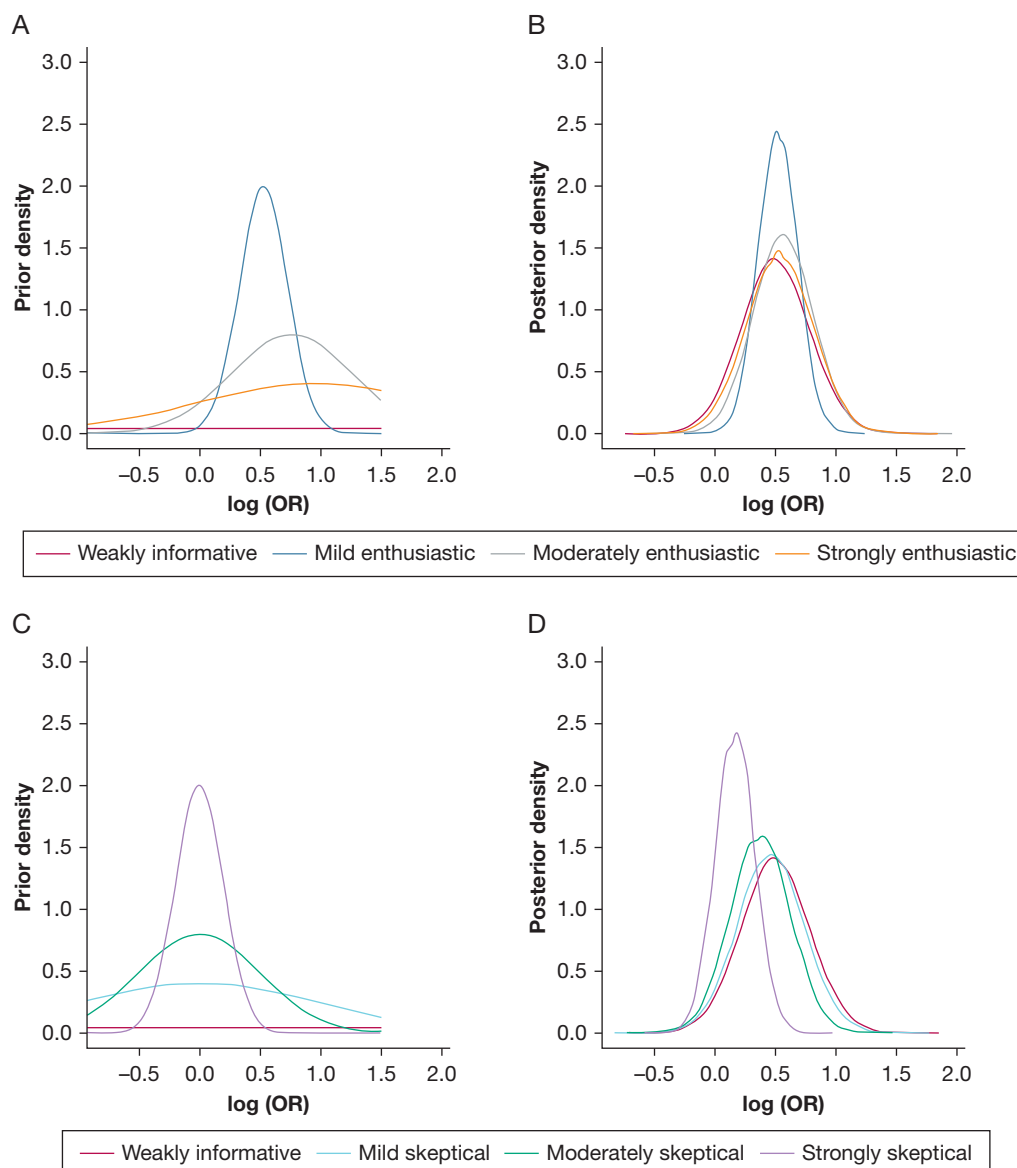 A
3.0
2.5
2.0
1.5
1.0
0.5
0.0
Prior density
−0.5 0.0 0.5 1.0 1.5 2.0
log (OR)
B
3.0
2.5
2.0
1.5
1.0
0.5
0.0
Posterior density
−0.5 0.0 0.5 1.0 1.5 2.0
log (OR)
Weakly informative Mild enthusiastic Moderately enthusiastic Strongly enthusiastic
C
3.0
2.5
2.0
1.5
1.0
0.5
0.0
Prior density
−0.5 0.0 0.5 1.0 1.5 2.0
log (OR)
D
3.0
2.5
2.0
1.5
1.0
0.5
0.0
Posterior density
−0.5 0.0 0.5 1.0 1.5 2.0
log (OR)
Weakly informative Mild skeptical Moderately skeptical Strongly skeptical